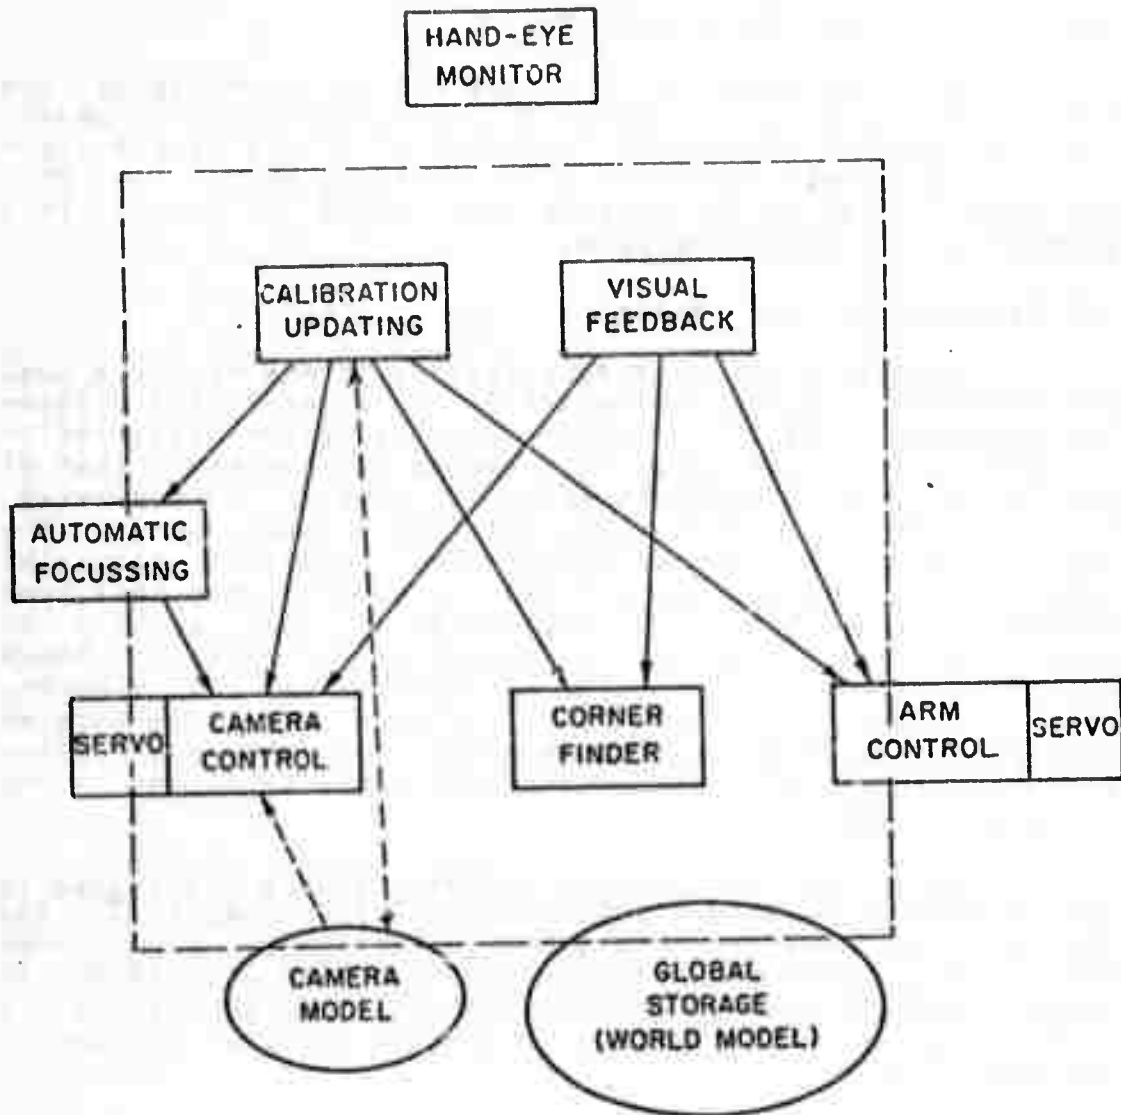 HAND-EYE
MONITOR
CALIBRATION
UPDATING
VISUAL
FEEDBACK
AUTOMATIC
FOCUSSING
SERVO
CAMERA
CONTROL
CORNER
FINDER
ARM
CONTROL
SERVO
CAMERA
MODEL
GLOBAL
STORAGE
(WORLD MODEL)